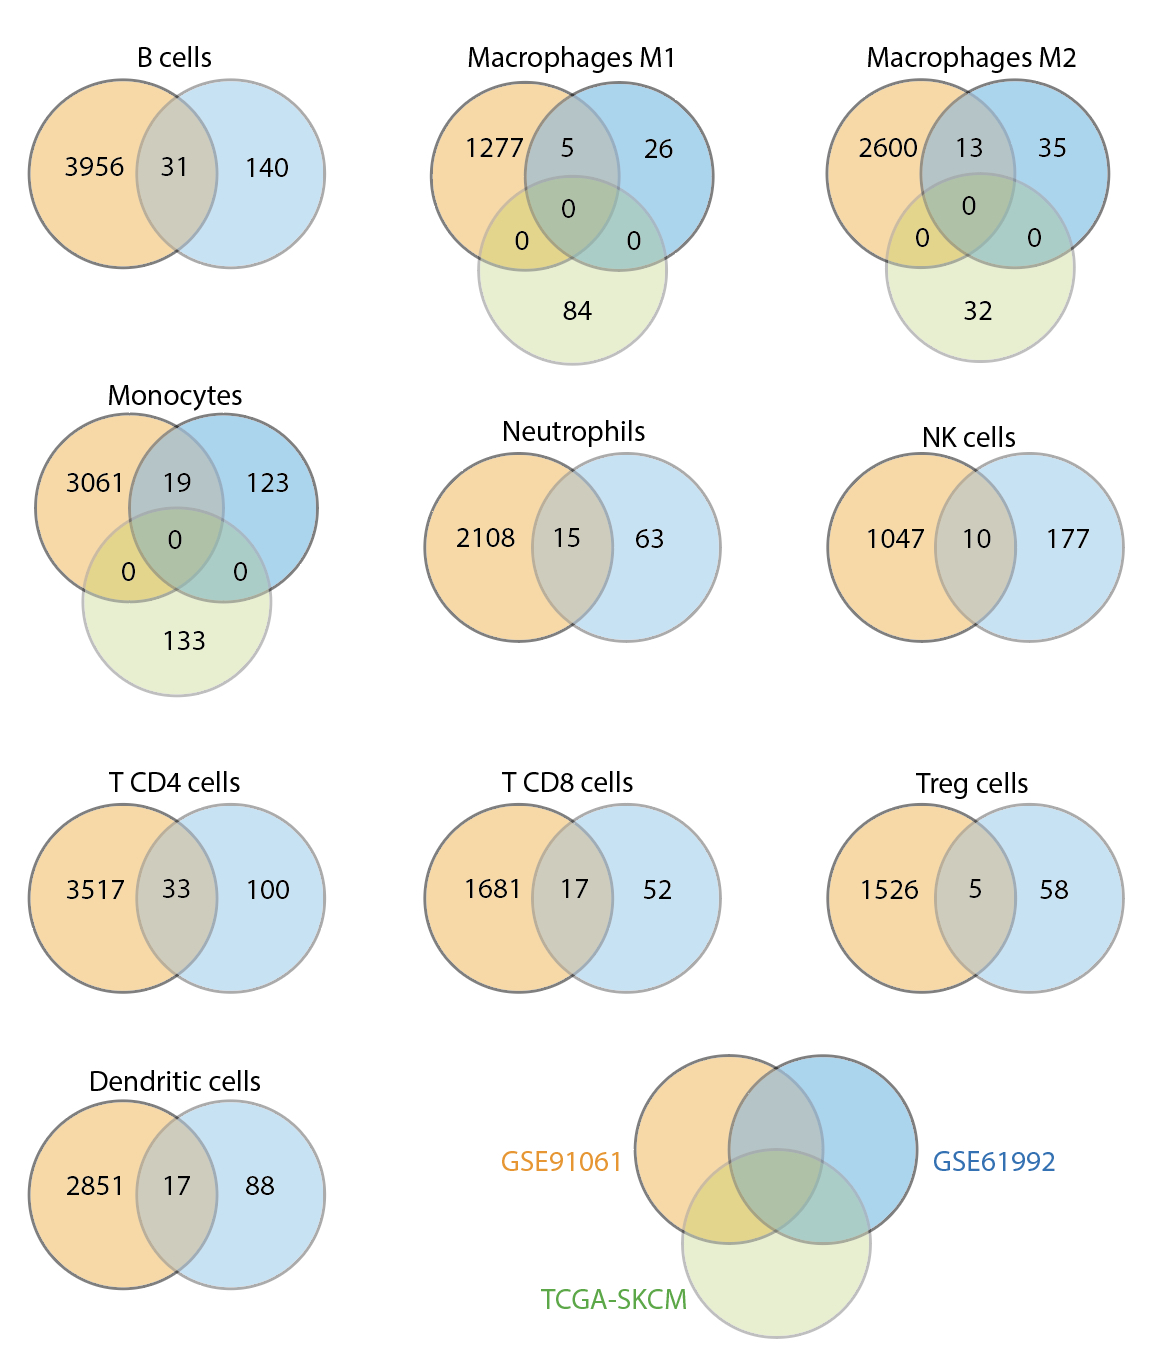 B cells
3956 31 140
Macrophages M1
1277 5 26
0
0 0
84
Macrophages M2
2600 13 35
0
0 0
32
Monocytes
3061 19 123
0
0 0
133
Neutrophils
2108 15 63
NK cells
1047 10 177
T CD4 cells
3517 33 100
T CD8 cells
1681 17 52
Treg cells
1526 5 58
Dendritic cells
2851 17 88
GSE91061
GSE61992
TCGA-SKCM